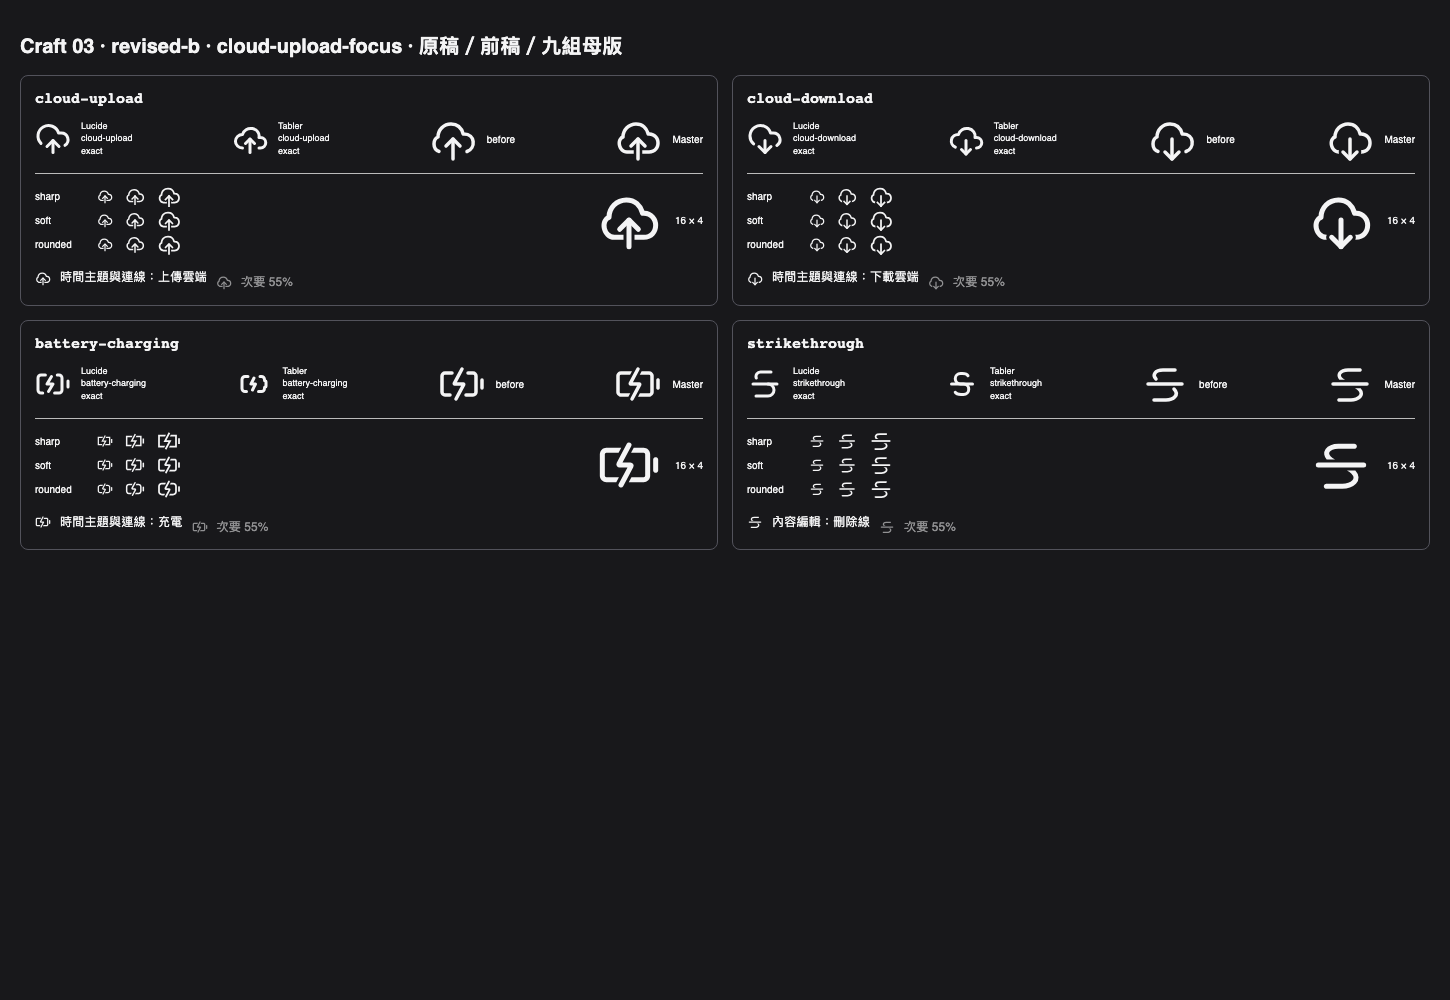 Craft 03 · revised-b · cloud-upload-focus · 原稿 / 前稿 / 九組母版
cloud-upload
Lucide
cloud-upload
exact
Tabler
cloud-upload
exact
before
Master
sharp
soft
rounded
16 × 4
時間主題與連線：上傳雲端
次要 55%
cloud-download
Lucide
cloud-download
exact
Tabler
cloud-download
exact
before
Master
sharp
soft
rounded
16 × 4
時間主題與連線：下載雲端
次要 55%
battery-charging
Lucide
battery-charging
exact
Tabler
battery-charging
exact
before
Master
sharp
soft
rounded
16 × 4
時間主題與連線：充電
次要 55%
strikethrough
Lucide
strikethrough
exact
Tabler
strikethrough
exact
before
Master
sharp
soft
rounded
16 × 4
內容編輯：刪除線
次要 55%